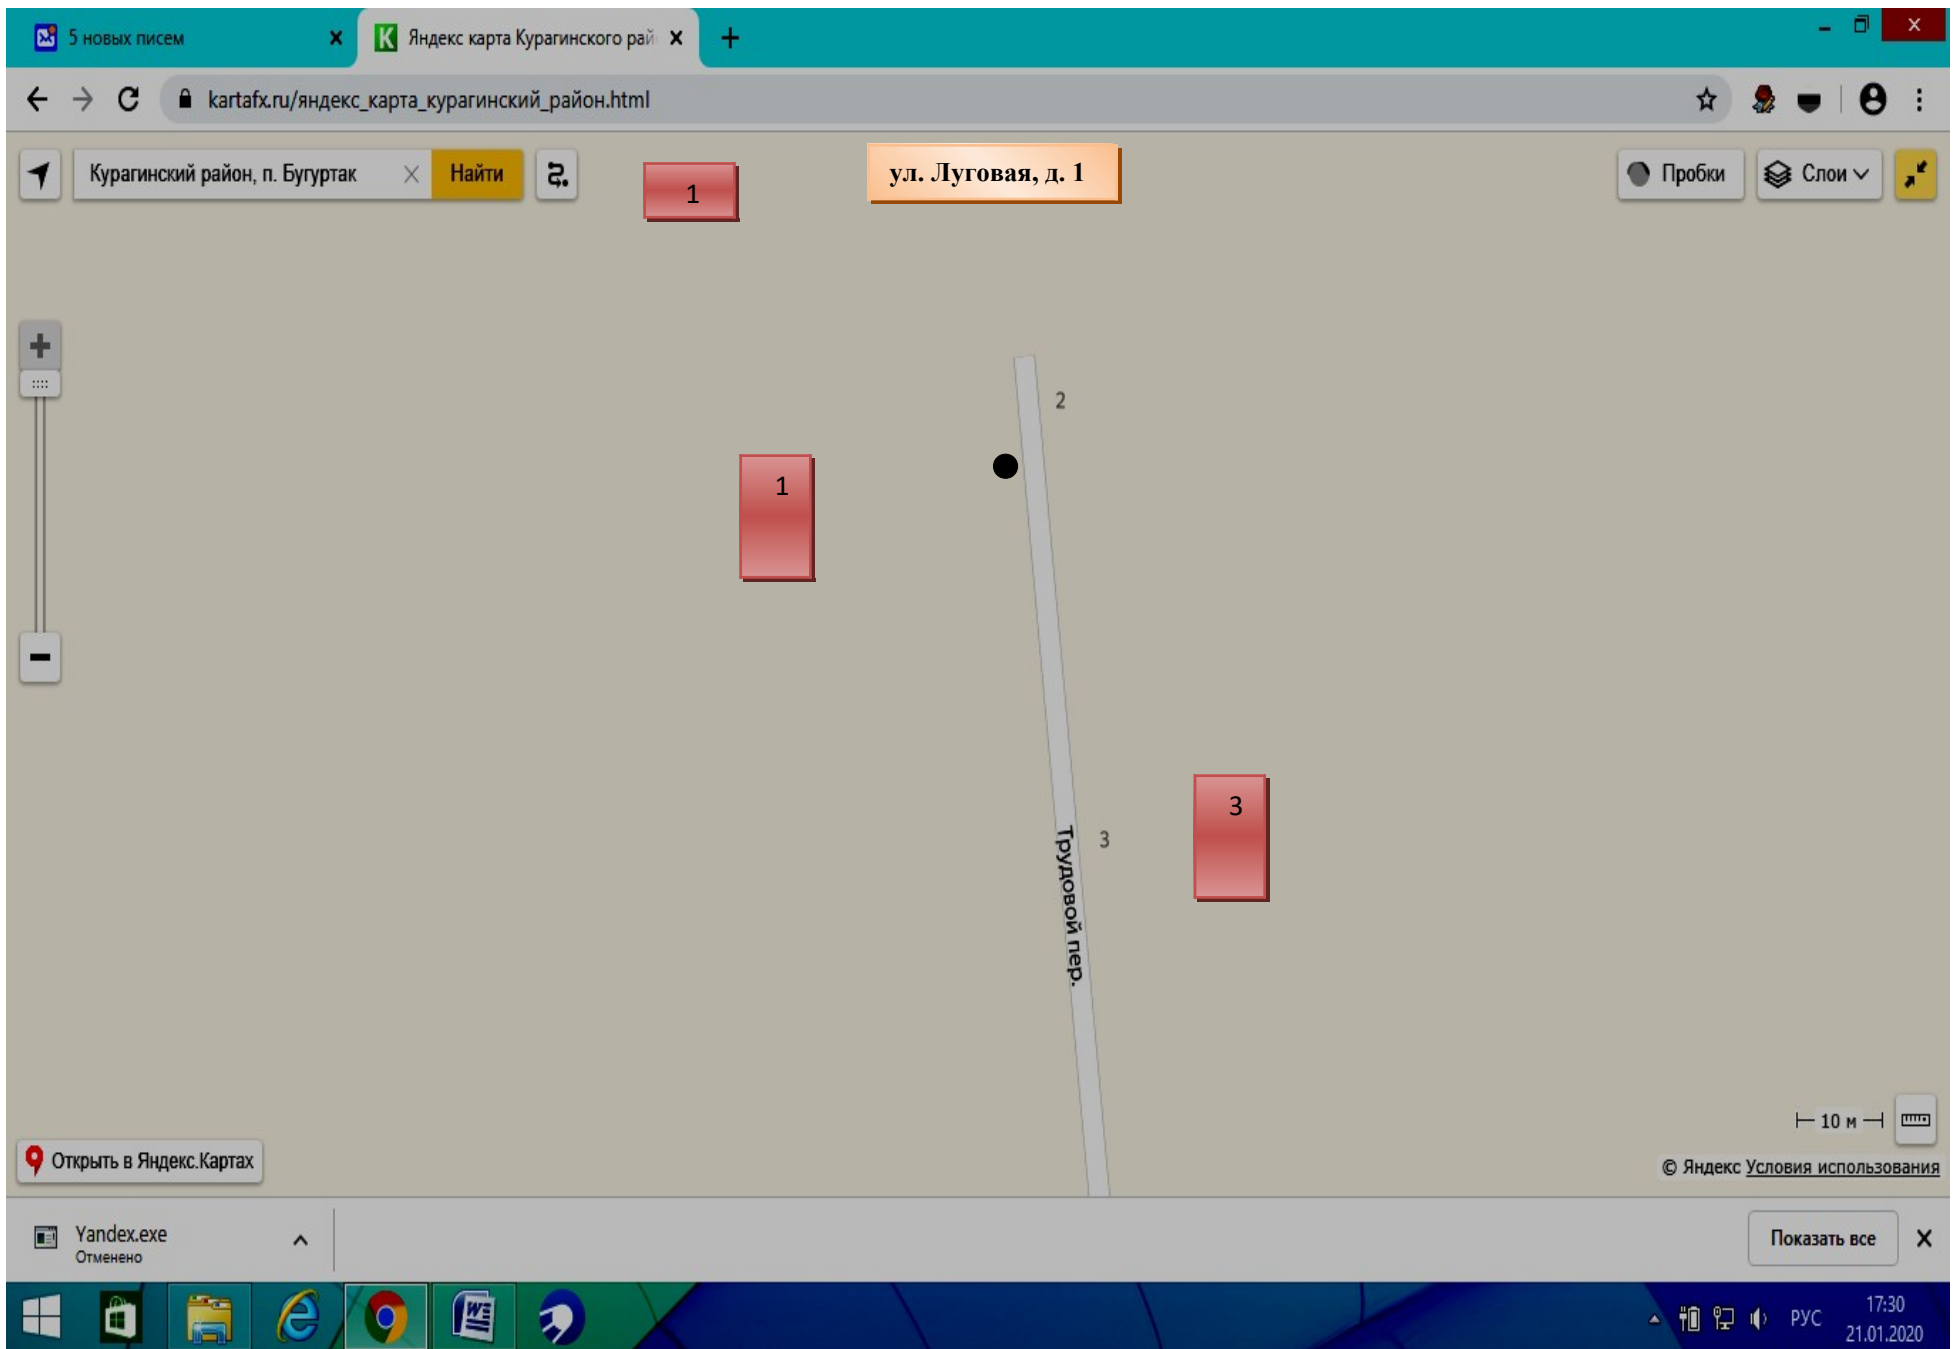 5 новых писем
Яндекс карта Курагинского рай
kartafx.ru/яндекс_карта_курагинский_район.html
Курагинский район, п. Бугуртак
Найти
1
ул. Луговая, д. 1
Пробки
Слои
2
1
3
3
Трудовой пер.
10 м
Открыть в Яндекс.Картах
© Яндекс Условия использования
Yandex.exe
Отменено
Показать все
РУС
17:30
21.01.2020